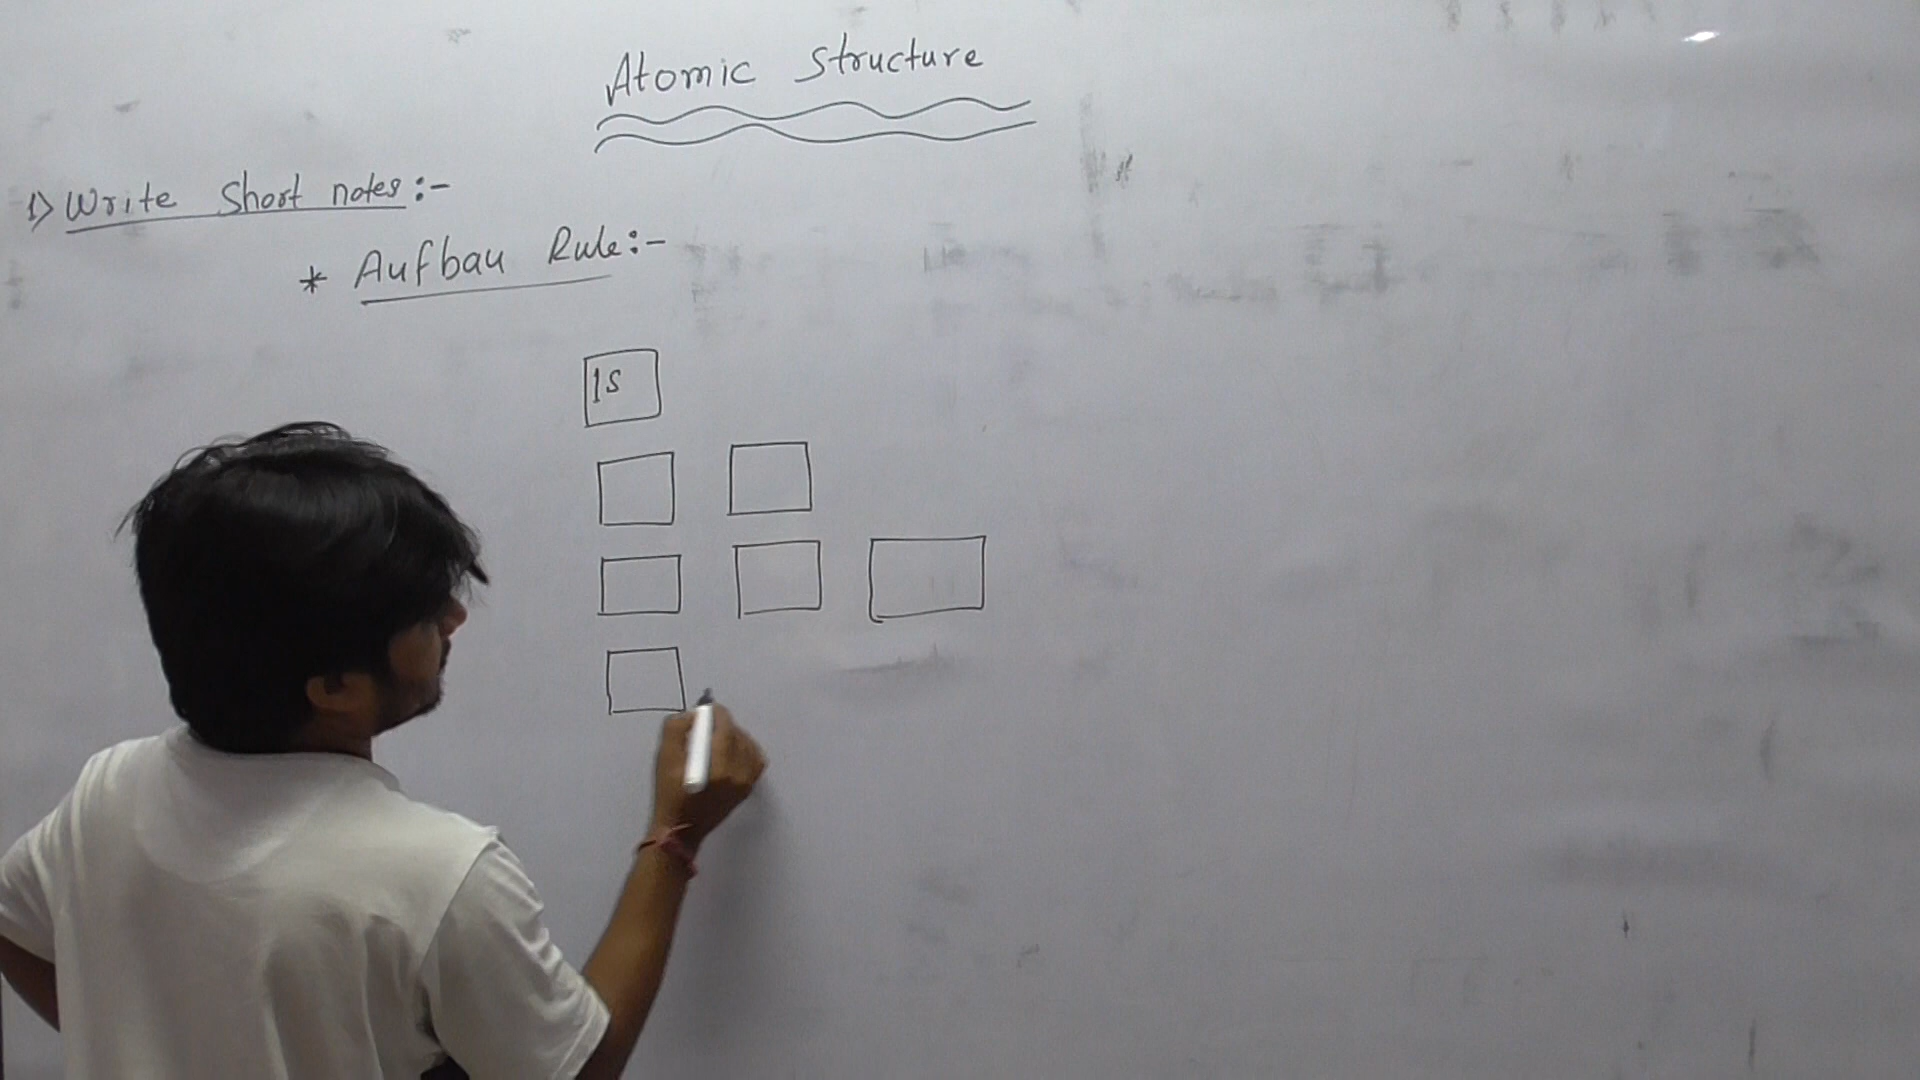 Atomic Structure
1) Write Short notes:-
* Aufbau Rule:-
1s